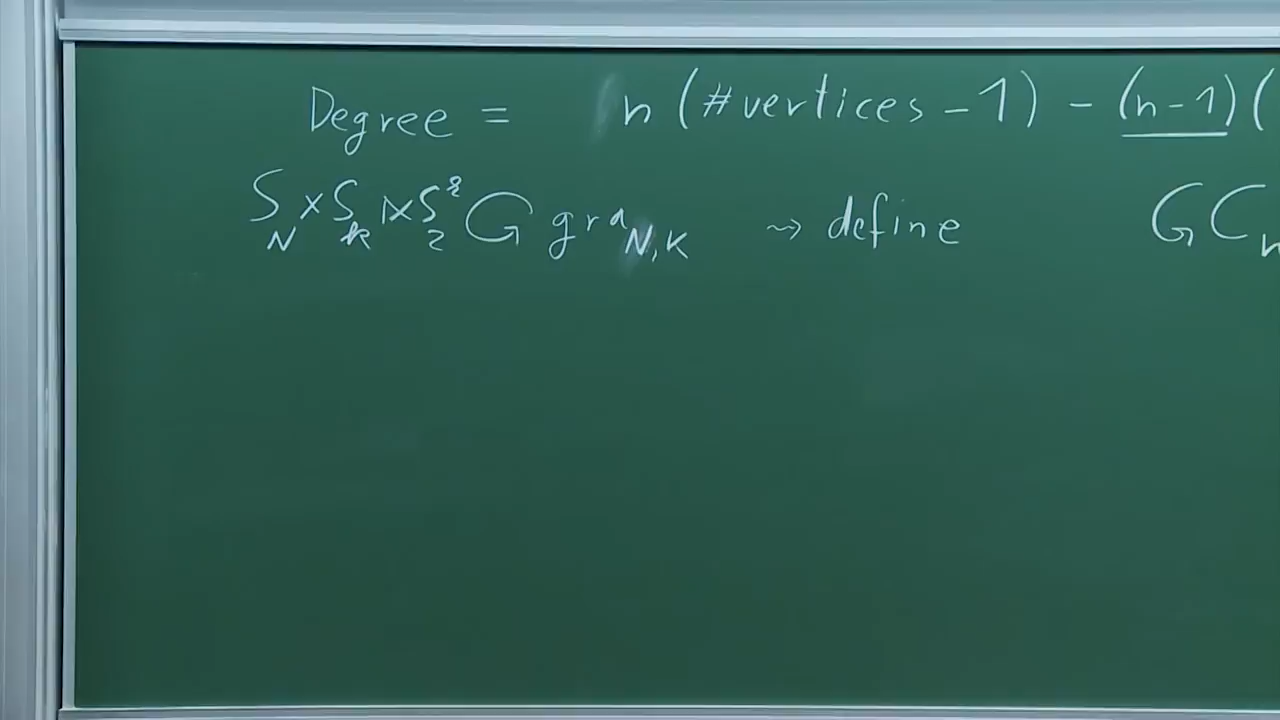 Degree = n (#vertices - 1) - (n-1)(
S_N × S_k ⋉ S_2^k G gra_{N,K} ⇝ define GC_n